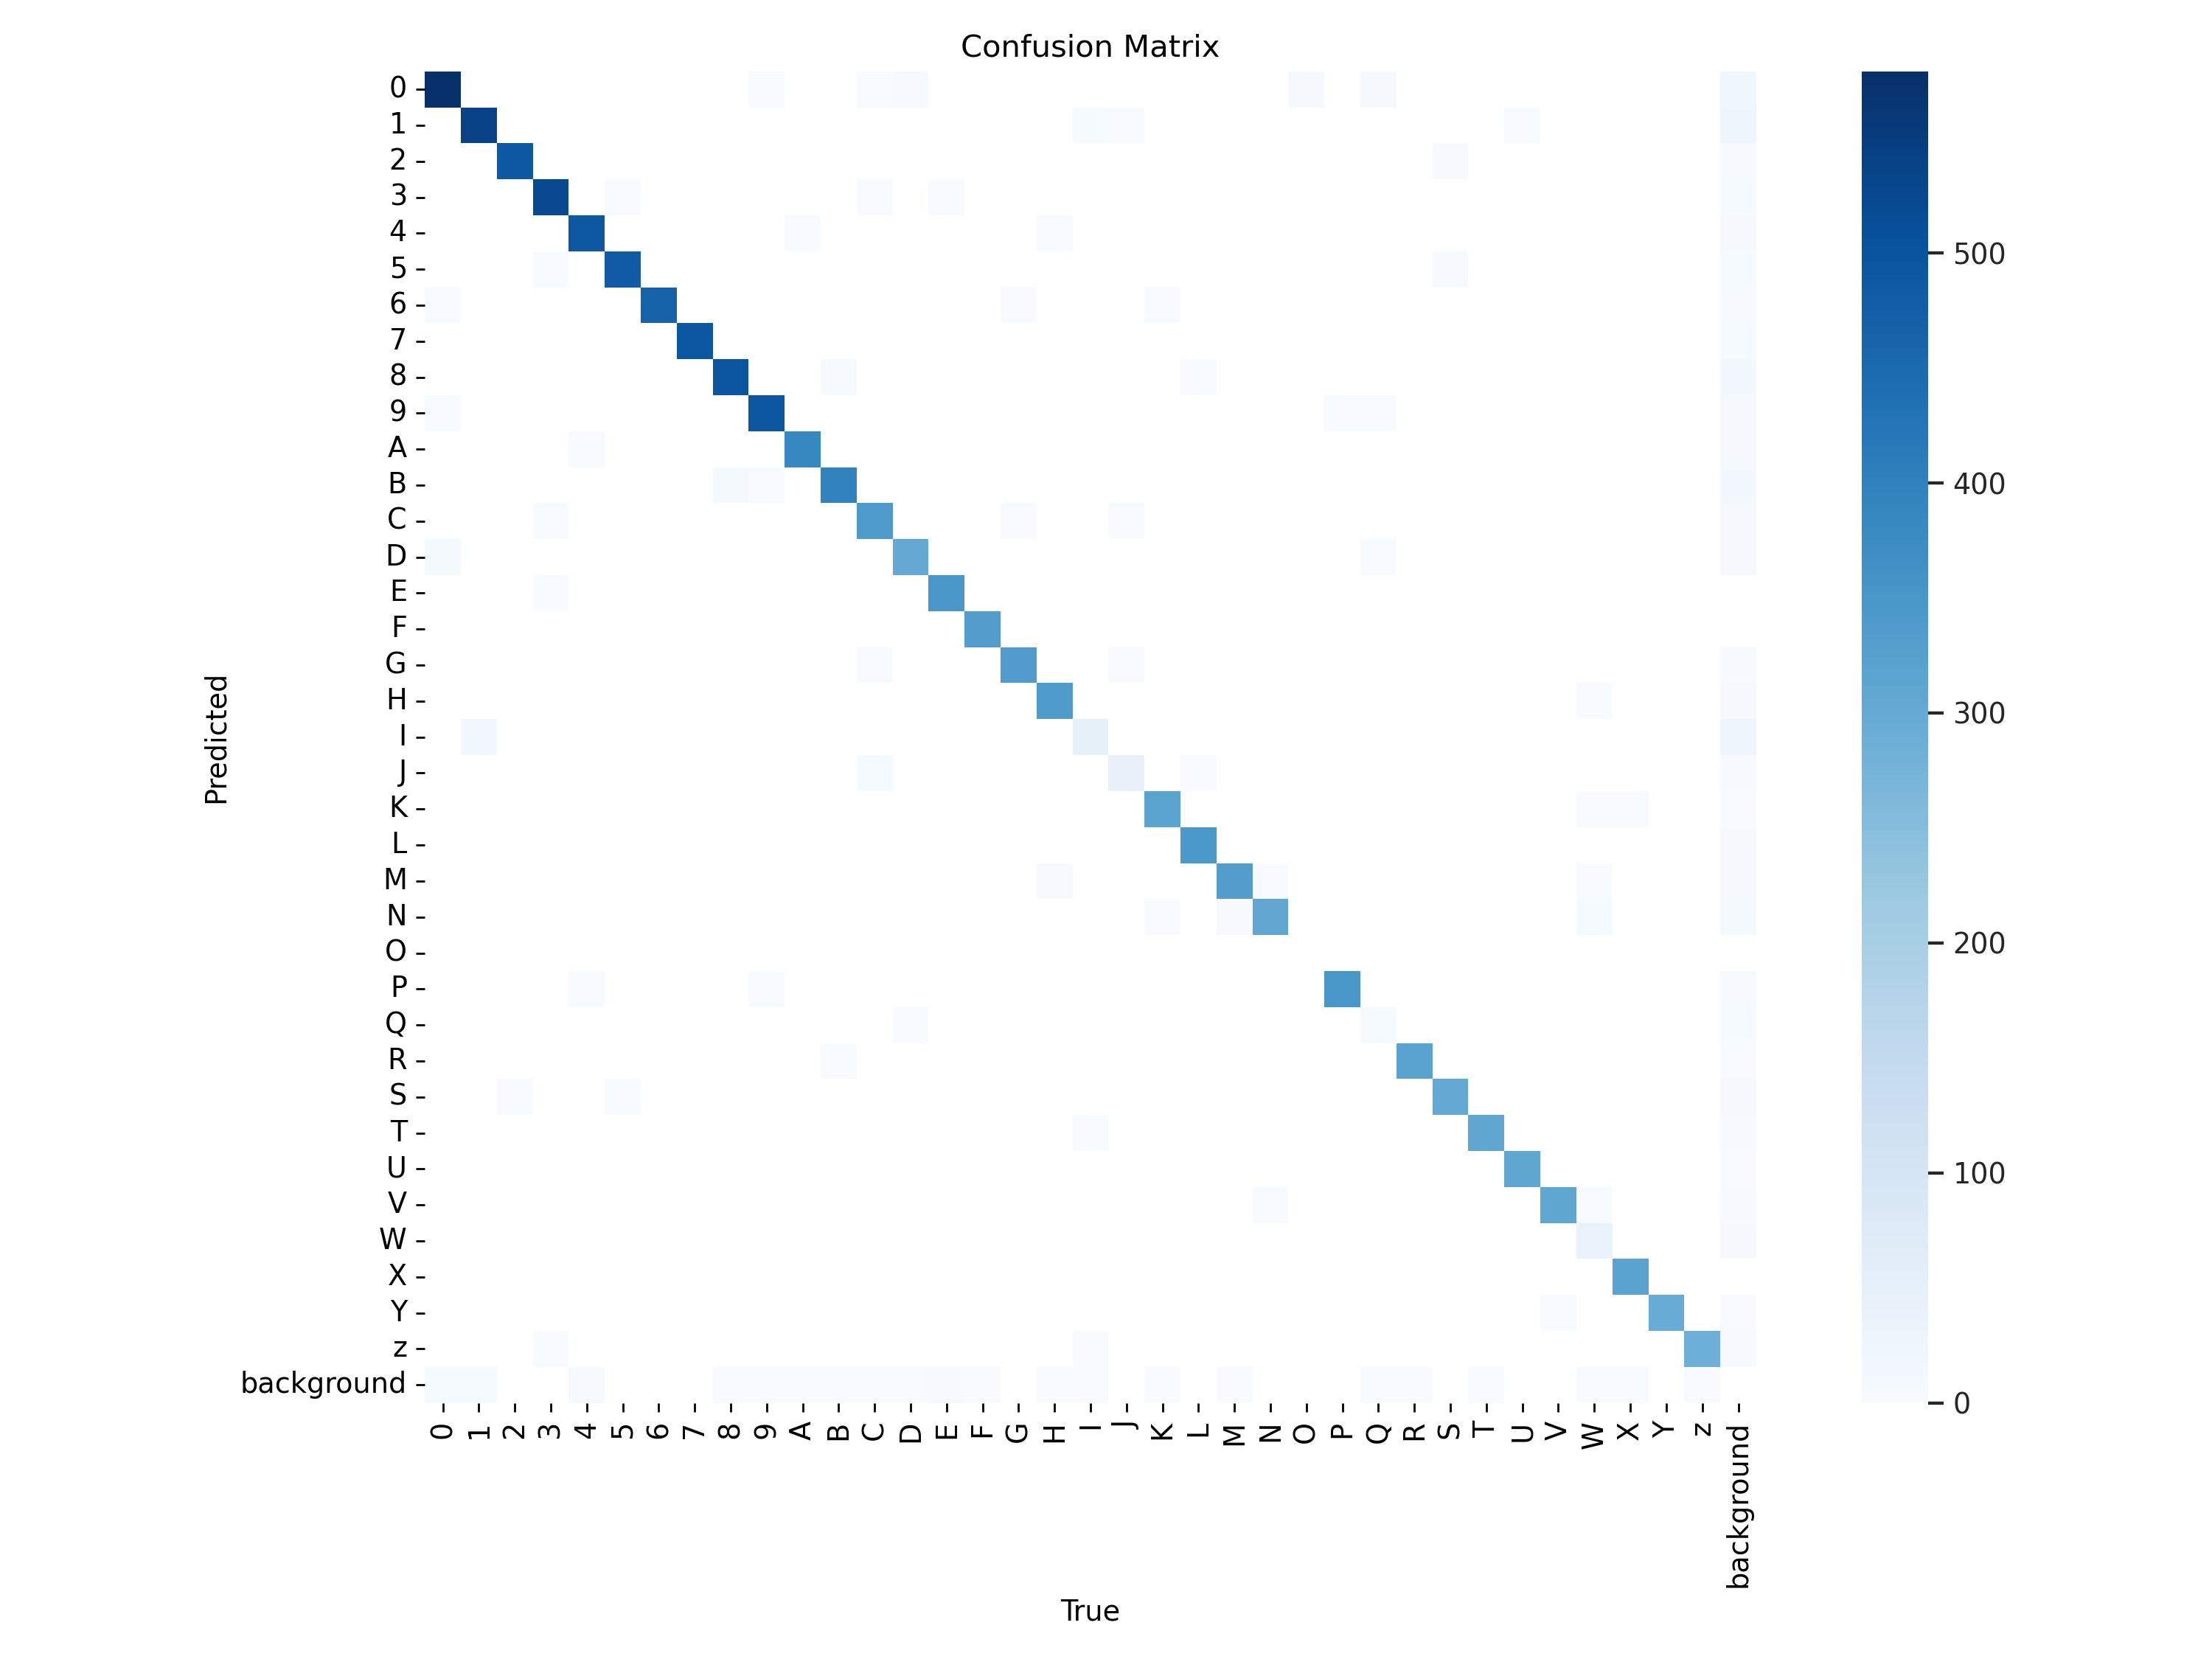 Confusion Matrix
Predicted
0
1
2
3
4
5
6
7
8
9
A
B
C
D
E
F
G
H
I
J
K
L
M
N
O
P
Q
R
S
T
U
V
W
X
Y
z
background
0 1 2 3 4 5 6 7 8 9 A B C D E F G H I J K L M N O P Q R S T U V W X Y z background
True
500
400
300
200
100
0